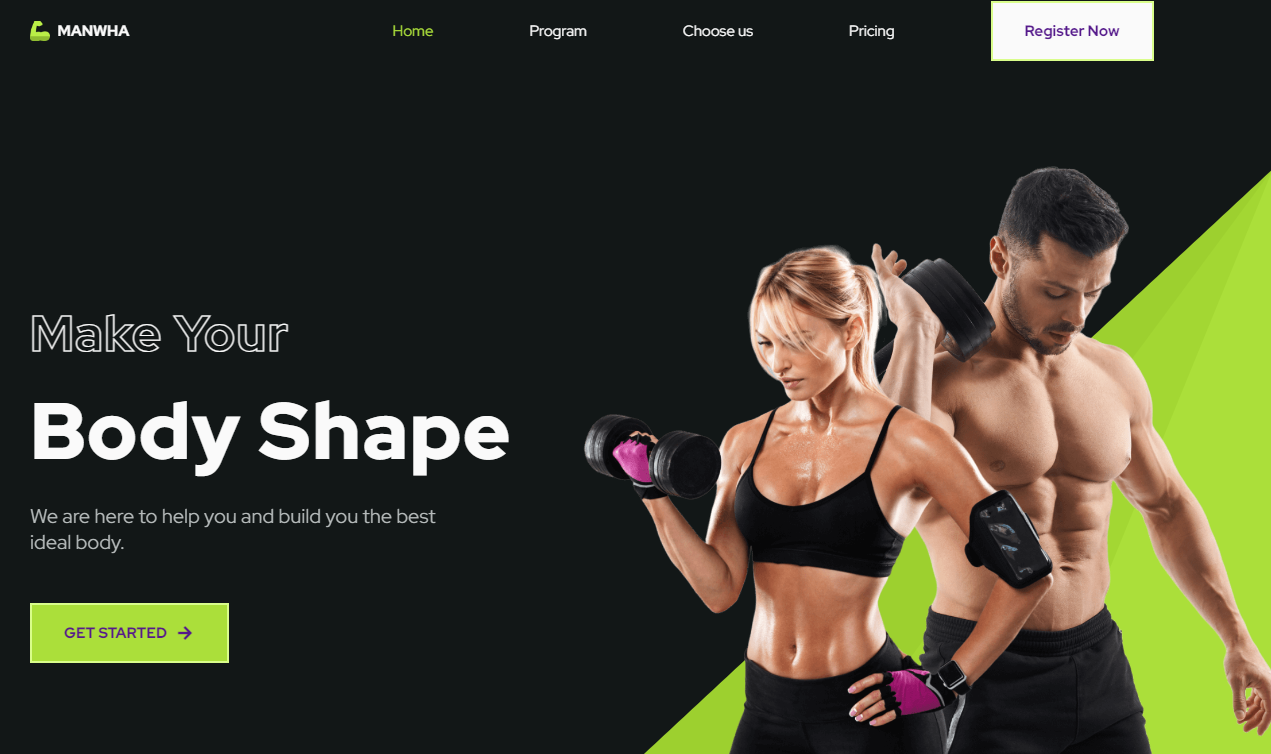 MANWHA
Home
Program
Choose us
Pricing
Register Now
Make Your
Body Shape
We are here to help you and build you the best
ideal body.
GET STARTED